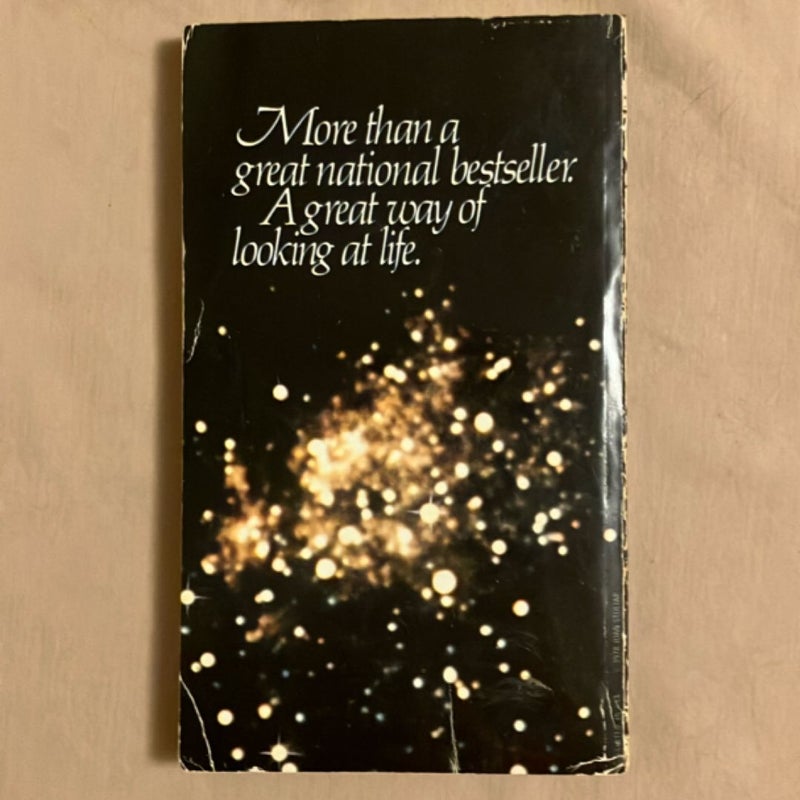 More than a
great national bestseller.
A great way of
looking at life.